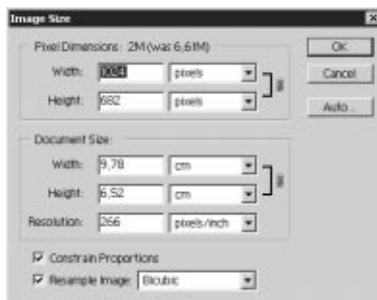 Image Size
Pixel Dimensions: 2M (was 6,61M)
OK
Width: 1024 pixels
Cancel
Height: 682 pixels
Auto...
Document Size:
Width: 9,78 cm
Height: 6,52 cm
Resolution: 266 pixels/inch
Constrain Proportions
Resample Image: Bicubic